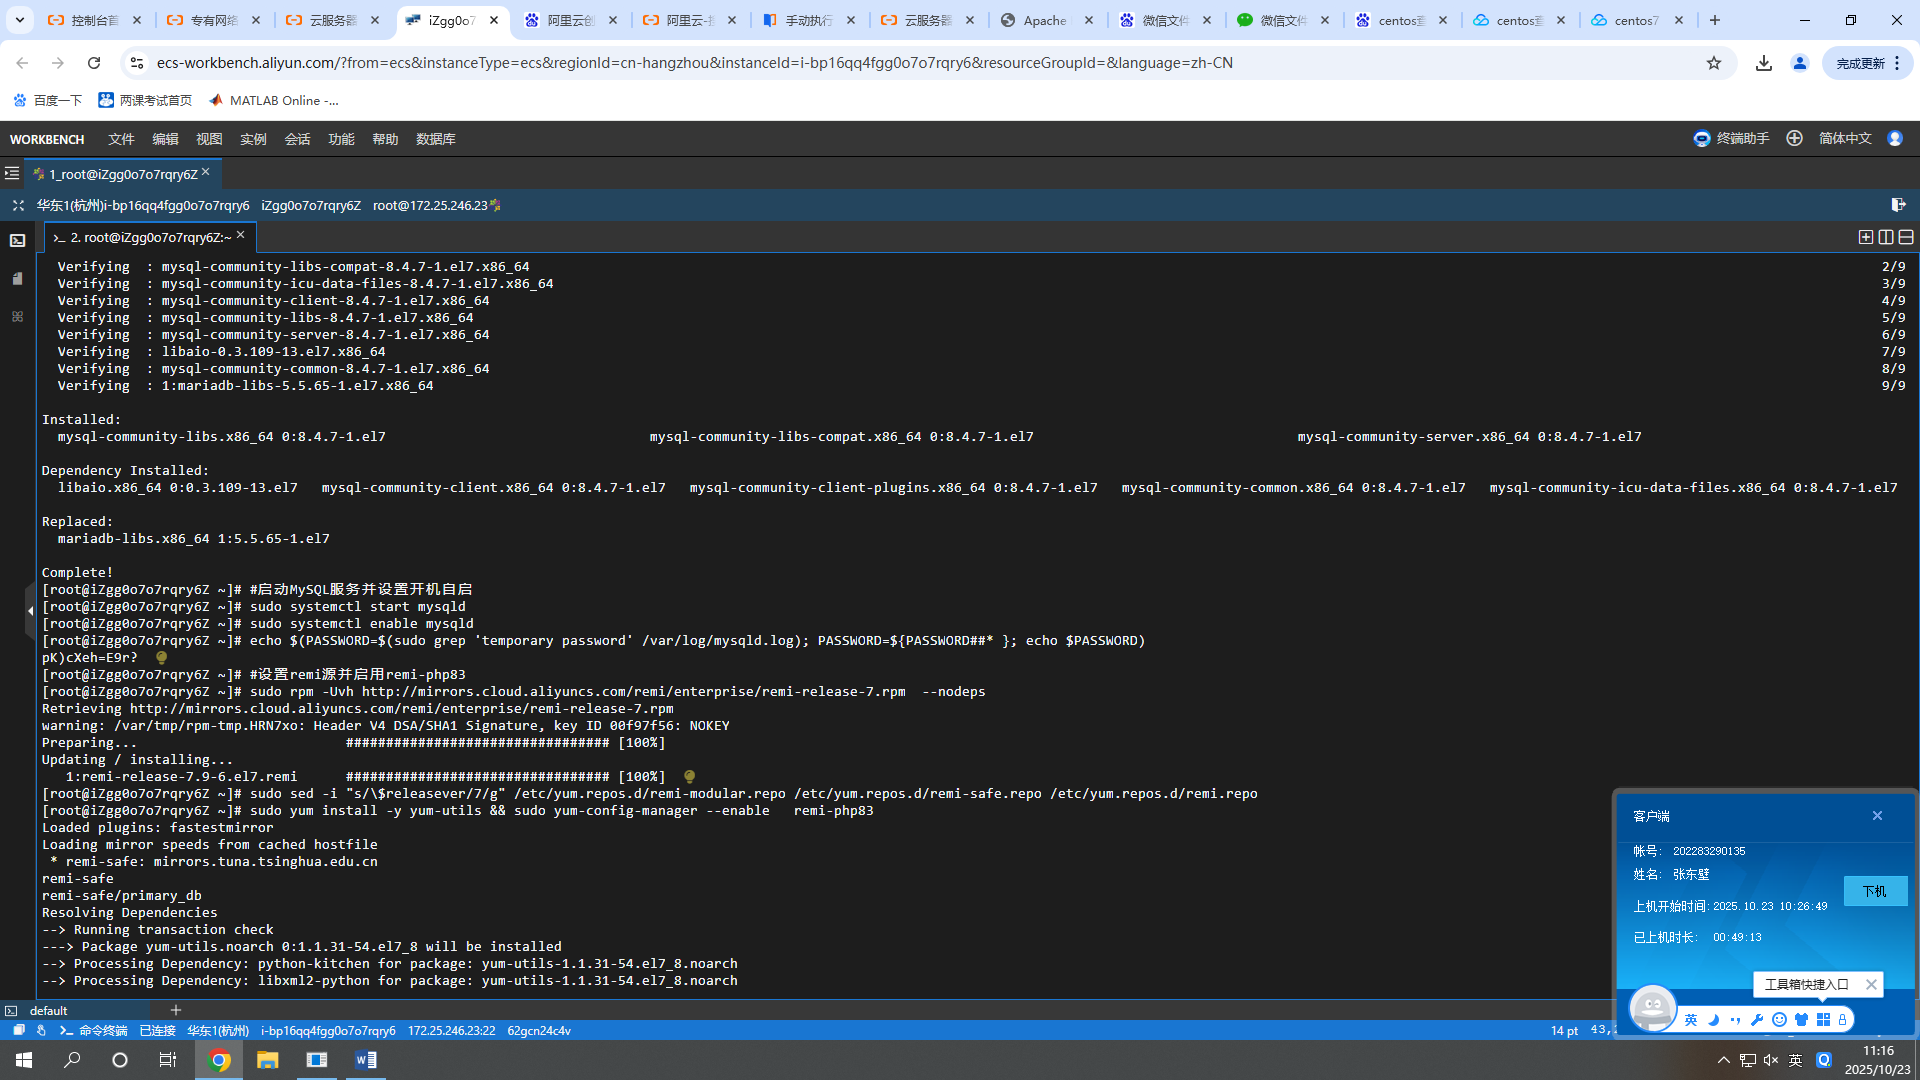 控制台首
专有网络
云服务器
iZgg0o7
阿里云创
阿里云-
手动执行
云服务器
Apache
微信文件
微信文件
centos查
centos查
centos7
ecs-workbench.aliyun.com/?from=ecs&instanceType=ecs&regionId=cn-hangzhou&instanceId=i-bp16qq4fgg0o7o7rqry6&resourceGroupId=&language=zh-CN
完成更新
百度一下 两课考试首页 MATLAB Online -...
WORKBENCH 文件 编辑 视图 实例 会话 功能 帮助 数据库 终端助手 简体中文
1_root@iZgg0o7o7rqry6Z
华东1(杭州)i-bp16qq4fgg0o7o7rqry6 iZgg0o7o7rqry6Z root@172.25.246.23
2. root@iZgg0o7o7rqry6Z:~
Verifying  : mysql-community-libs-compat-8.4.7-1.el7.x86_64 2/9
Verifying  : mysql-community-icu-data-files-8.4.7-1.el7.x86_64 3/9
Verifying  : mysql-community-client-8.4.7-1.el7.x86_64 4/9
Verifying  : mysql-community-libs-8.4.7-1.el7.x86_64 5/9
Verifying  : mysql-community-server-8.4.7-1.el7.x86_64 6/9
Verifying  : libaio-0.3.109-13.el7.x86_64 7/9
Verifying  : mysql-community-common-8.4.7-1.el7.x86_64 8/9
Verifying  : 1:mariadb-libs-5.5.65-1.el7.x86_64 9/9
Installed:
mysql-community-libs.x86_64 0:8.4.7-1.el7 mysql-community-libs-compat.x86_64 0:8.4.7-1.el7 mysql-community-server.x86_64 0:8.4.7-1.el7
Dependency Installed:
libaio.x86_64 0:0.3.109-13.el7 mysql-community-client.x86_64 0:8.4.7-1.el7 mysql-community-client-plugins.x86_64 0:8.4.7-1.el7 mysql-community-common.x86_64 0:8.4.7-1.el7 mysql-community-icu-data-files.x86_64 0:8.4.7-1.el7
Replaced:
mariadb-libs.x86_64 1:5.5.65-1.el7
Complete!
[root@iZgg0o7o7rqry6Z ~]# #启动MySQL服务并设置开机自启
[root@iZgg0o7o7rqry6Z ~]# sudo systemctl start mysqld
[root@iZgg0o7o7rqry6Z ~]# sudo systemctl enable mysqld
[root@iZgg0o7o7rqry6Z ~]# echo $(PASSWORD=$(sudo grep 'temporary password' /var/log/mysqld.log); PASSWORD=${PASSWORD##* }; echo $PASSWORD)
pK)cXeh=E9r?
[root@iZgg0o7o7rqry6Z ~]# #设置remi源并启用remi-php83
[root@iZgg0o7o7rqry6Z ~]# sudo rpm -Uvh http://mirrors.cloud.aliyuncs.com/remi/enterprise/remi-release-7.rpm  --nodeps
Retrieving http://mirrors.cloud.aliyuncs.com/remi/enterprise/remi-release-7.rpm
warning: /var/tmp/rpm-tmp.HRN7xo: Header V4 DSA/SHA1 Signature, key ID 00f97f56: NOKEY
Preparing...                          ################################# [100%]
Updating / installing...
1:remi-release-7.9-6.el7.remi      ################################# [100%]
[root@iZgg0o7o7rqry6Z ~]# sudo sed -i "s/\$releasever/7/g" /etc/yum.repos.d/remi-modular.repo /etc/yum.repos.d/remi-safe.repo /etc/yum.repos.d/remi.repo
[root@iZgg0o7o7rqry6Z ~]# sudo yum install -y yum-utils && sudo yum-config-manager --enable   remi-php83
Loaded plugins: fastestmirror
Loading mirror speeds from cached hostfile
* remi-safe: mirrors.tuna.tsinghua.edu.cn
remi-safe
remi-safe/primary_db
Resolving Dependencies
--> Running transaction check
---> Package yum-utils.noarch 0:1.1.31-54.el7_8 will be installed
--> Processing Dependency: python-kitchen for package: yum-utils-1.1.31-54.el7_8.noarch
--> Processing Dependency: libxml2-python for package: yum-utils-1.1.31-54.el7_8.noarch
客户端
帐号: 202283290135
姓名: 张东壁
下机
上机开始时间:2025.10.23 10:26:49
已上机时长: 00:49:13
工具箱快捷入口
英
default
命令终端 已连接 华东1(杭州) i-bp16qq4fgg0o7o7rqry6 172.25.246.23:22 62gcn24c4v 14 pt 43,
英
11:16
2025/10/23